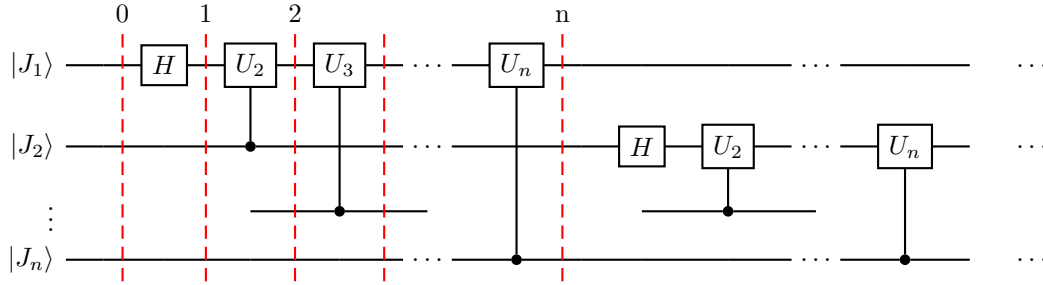 0 1 2 n
|J₁⟩ H U₂ U₃ ··· Uₙ ··· ···
|J₂⟩ ··· H U₂ ··· Uₙ ···
⋮
|Jₙ⟩ ··· ··· ···